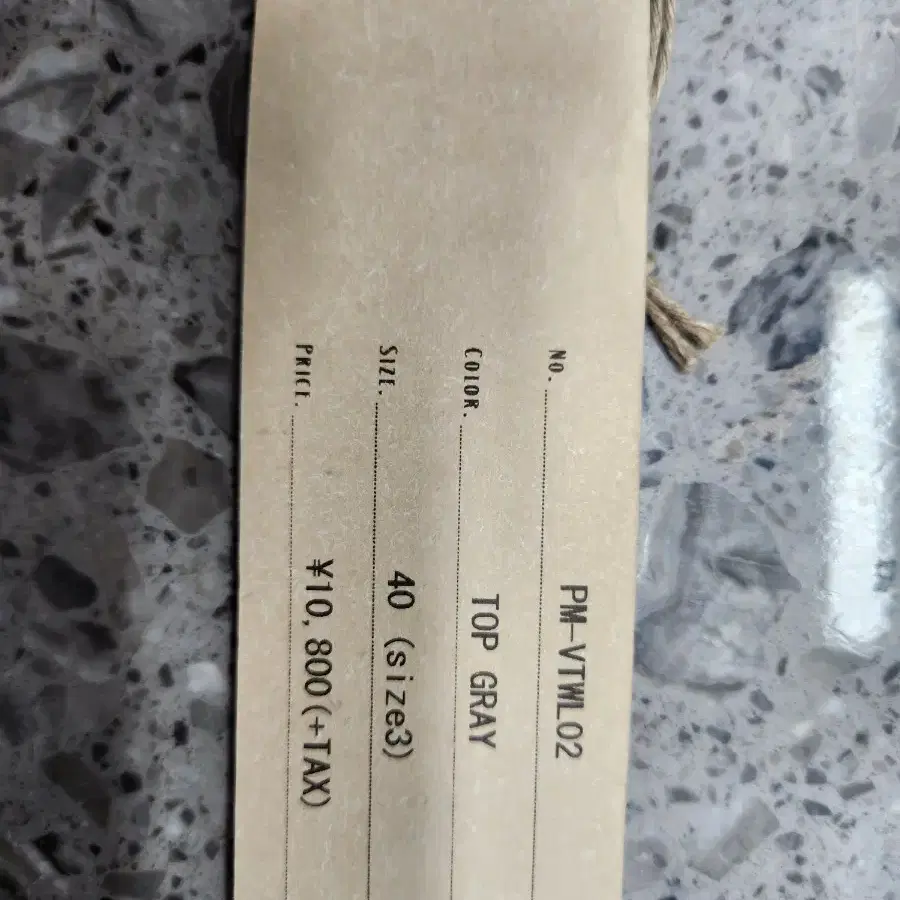 NO. PM-VTWL02
COLOR. TOP GRAY
SIZE. 40 (size3)
PRICE. ¥10,800(+TAX)